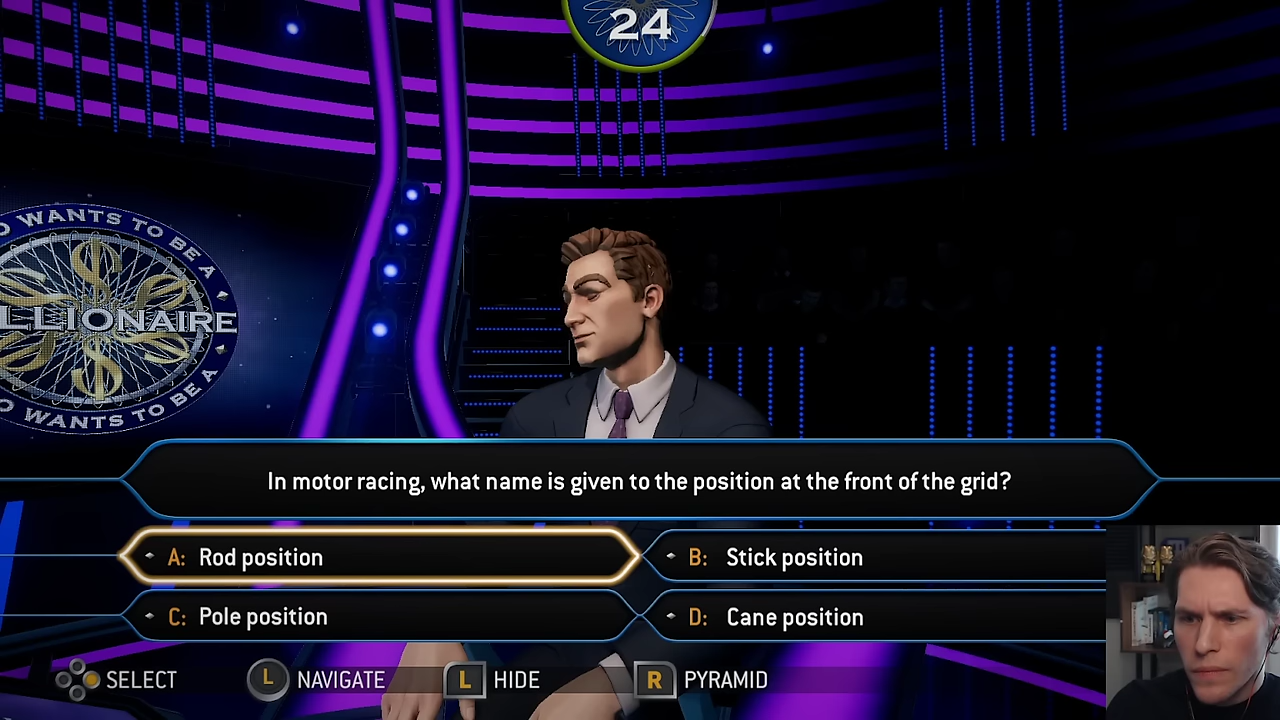 24
O WANTS TO BE A
LLIONAIRE
O WANTS TO BE A
In motor racing, what name is given to the position at the front of the grid?
A: Rod position
B: Stick position
C: Pole position
D: Cane position
SELECT
L NAVIGATE
L HIDE
R PYRAMID